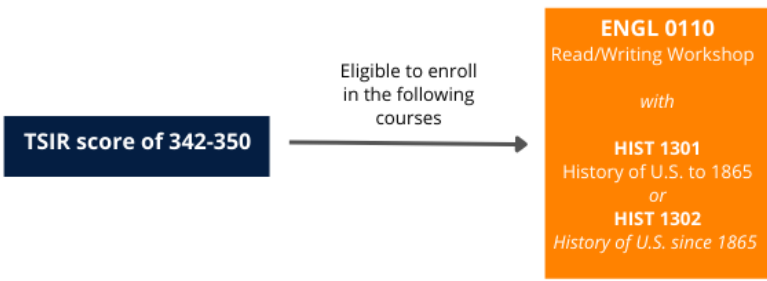 TSIR score of 342-350
Eligible to enroll
in the following
courses
ENGL 0110
Read/Writing Workshop
with
HIST 1301
History of U.S. to 1865
or
HIST 1302
History of U.S. since 1865